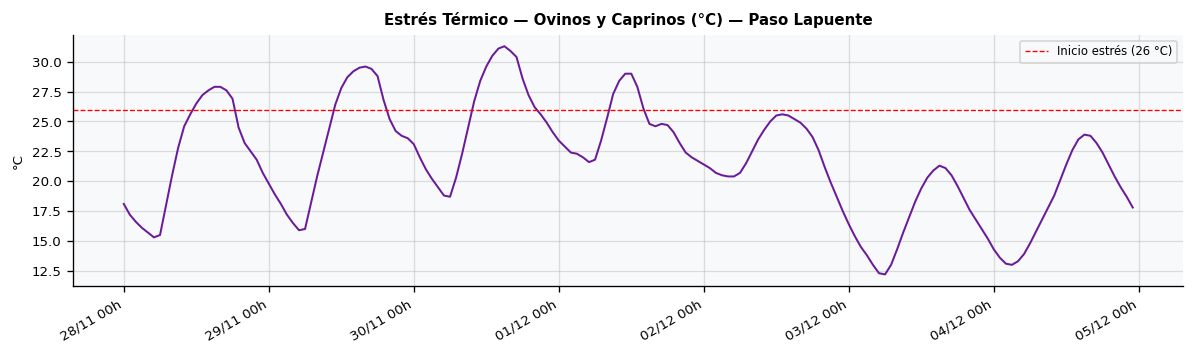 Estrés Térmico — Ovinos y Caprinos (°C) — Paso Lapuente
Inicio estrés (26 °C)
°C
30.0
27.5
25.0
22.5
20.0
17.5
15.0
12.5
28/11 00h
29/11 00h
30/11 00h
01/12 00h
02/12 00h
03/12 00h
04/12 00h
05/12 00h